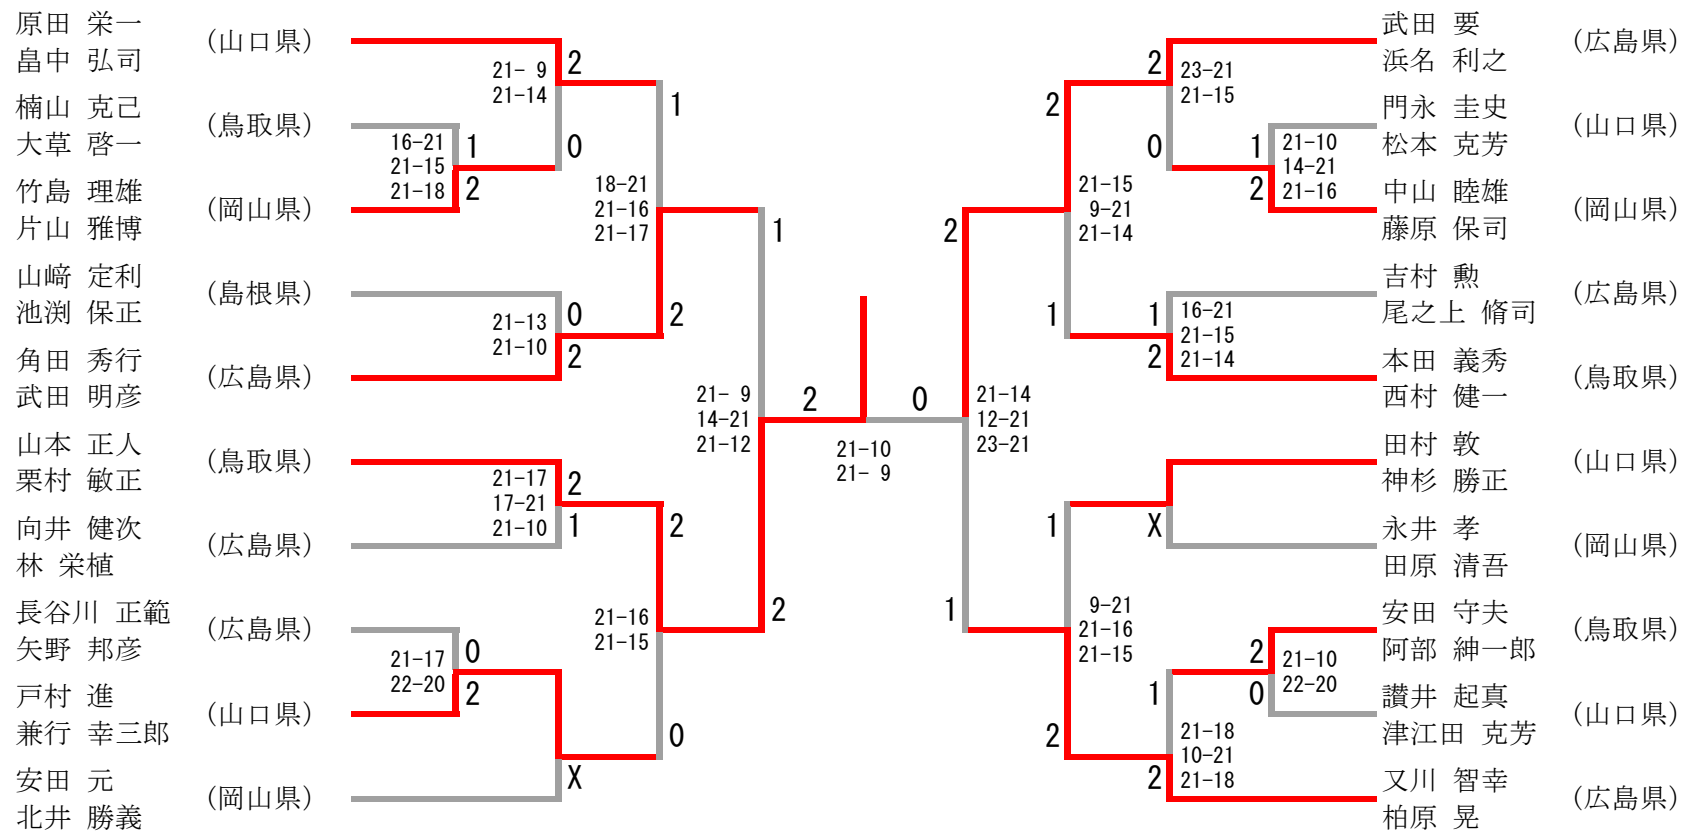 原田 栄一
畠中 弘司
(山口県)
楠山 克己
大草 啓一
(鳥取県)
竹島 理雄
片山 雅博
(岡山県)
山﨑 定利
池渕 保正
(島根県)
角田 秀行
武田 明彦
(広島県)
山本 正人
栗村 敏正
(鳥取県)
向井 健次
林 栄植
(広島県)
長谷川 正範
矢野 邦彦
(広島県)
戸村 進
兼行 幸三郎
(山口県)
安田 元
北井 勝義
(岡山県)
16-21
21-15
21-18
1
2
21-17
22-20
0
2
21- 9
21-14
2
0
21-13
21-10
0
2
21-17
17-21
21-10
2
1
X
18-21
21-16
21-17
1
2
21-16
21-15
2
0
21- 9
14-21
21-12
1
2
2
0
21-10
21- 9
2
1
21-14
12-21
23-21
2
1
21-15
9-21
21-14
1
2
9-21
21-16
21-15
2
0
23-21
21-15
1
2
16-21
21-15
21-14
X
1
2
21-18
10-21
21-18
1
2
21-10
14-21
21-16
2
0
21-10
22-20
武田 要
浜名 利之
(広島県)
門永 圭史
松本 克芳
(山口県)
中山 睦雄
藤原 保司
(岡山県)
吉村 勲
尾之上 脩司
(広島県)
本田 義秀
西村 健一
(鳥取県)
田村 敦
神杉 勝正
(山口県)
永井 孝
田原 清吾
(岡山県)
安田 守夫
阿部 紳一郎
(鳥取県)
讃井 起真
津江田 克芳
(山口県)
又川 智幸
柏原 晃
(広島県)